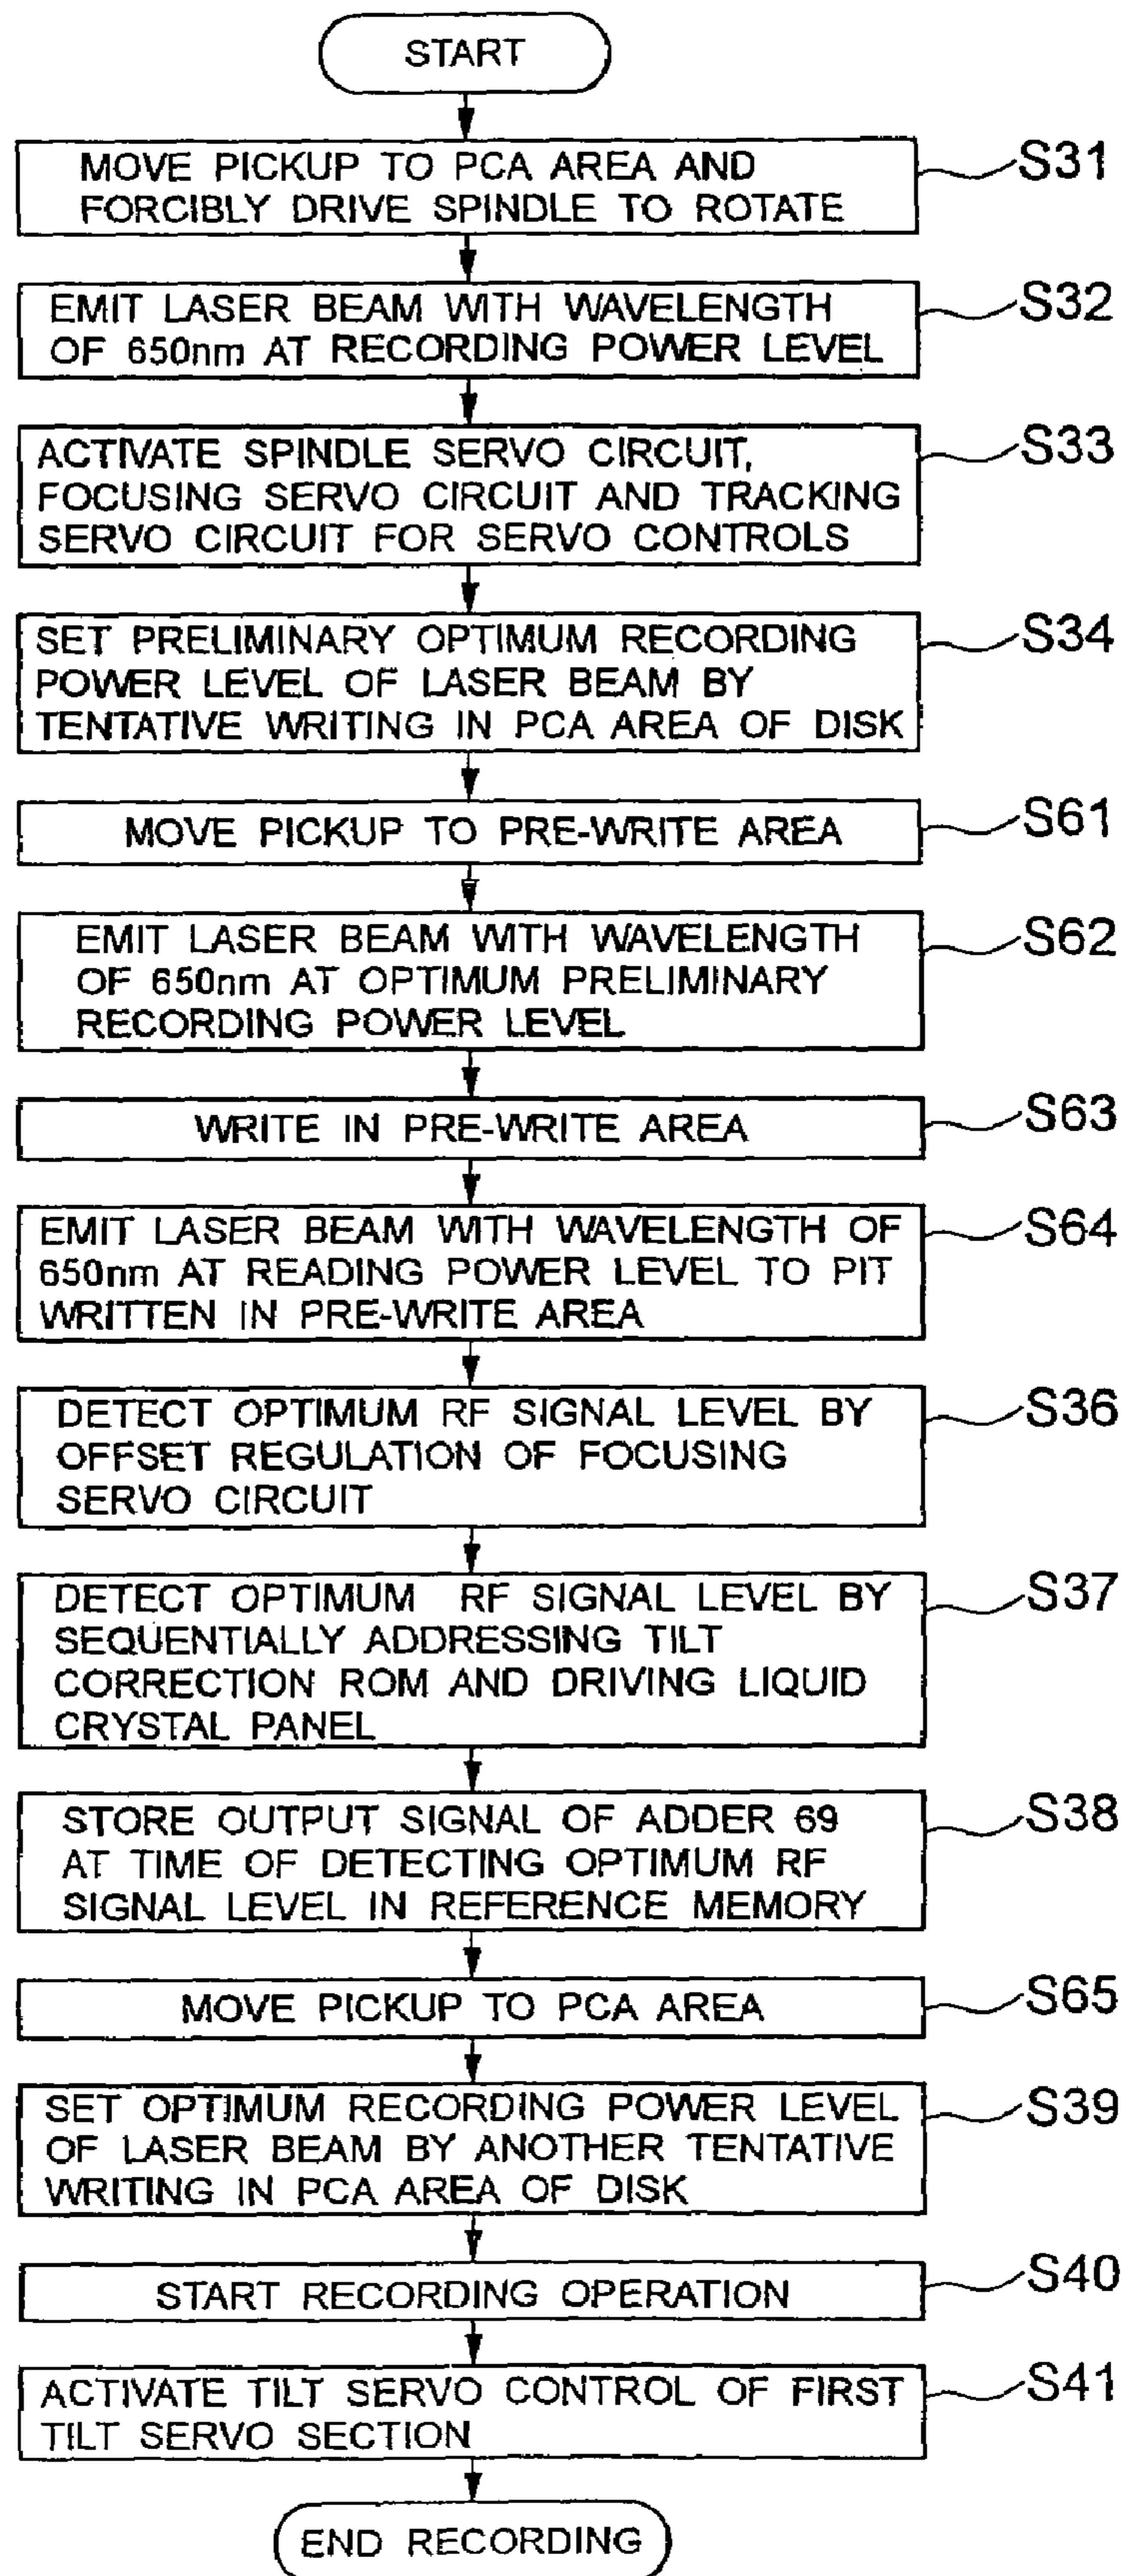 START
MOVE PICKUP TO PCA AREA AND
FORCIBLY DRIVE SPINDLE TO ROTATE
S31
EMIT LASER BEAM WITH WAVELENGTH
OF 650nm AT RECORDING POWER LEVEL
S32
ACTIVATE SPINDLE SERVO CIRCUIT,
FOCUSING SERVO CIRCUIT AND TRACKING
SERVO CIRCUIT FOR SERVO CONTROLS
S33
SET PRELIMINARY OPTIMUM RECORDING
POWER LEVEL OF LASER BEAM BY
TENTATIVE WRITING IN PCA AREA OF DISK
S34
MOVE PICKUP TO PRE-WRITE AREA
S61
EMIT LASER BEAM WITH WAVELENGTH
OF 650nm AT OPTIMUM PRELIMINARY
RECORDING POWER LEVEL
S62
WRITE IN PRE-WRITE AREA
S63
EMIT LASER BEAM WITH WAVELENGTH OF
650nm AT READING POWER LEVEL TO PIT
WRITTEN IN PRE-WRITE AREA
S64
DETECT OPTIMUM RF SIGNAL LEVEL BY
OFFSET REGULATION OF FOCUSING
SERVO CIRCUIT
S36
DETECT OPTIMUM RF SIGNAL LEVEL BY
SEQUENTIALLY ADDRESSING TILT
CORRECTION ROM AND DRIVING LIQUID
CRYSTAL PANEL
S37
STORE OUTPUT SIGNAL OF ADDER 69
AT TIME OF DETECTING OPTIMUM RF
SIGNAL LEVEL IN REFERENCE MEMORY
S38
MOVE PICKUP TO PCA AREA
S65
SET OPTIMUM RECORDING POWER LEVEL
OF LASER BEAM BY ANOTHER TENTATIVE
WRITING IN PCA AREA OF DISK
S39
START RECORDING OPERATION
S40
ACTIVATE TILT SERVO CONTROL OF FIRST
TILT SERVO SECTION
S41
END RECORDING